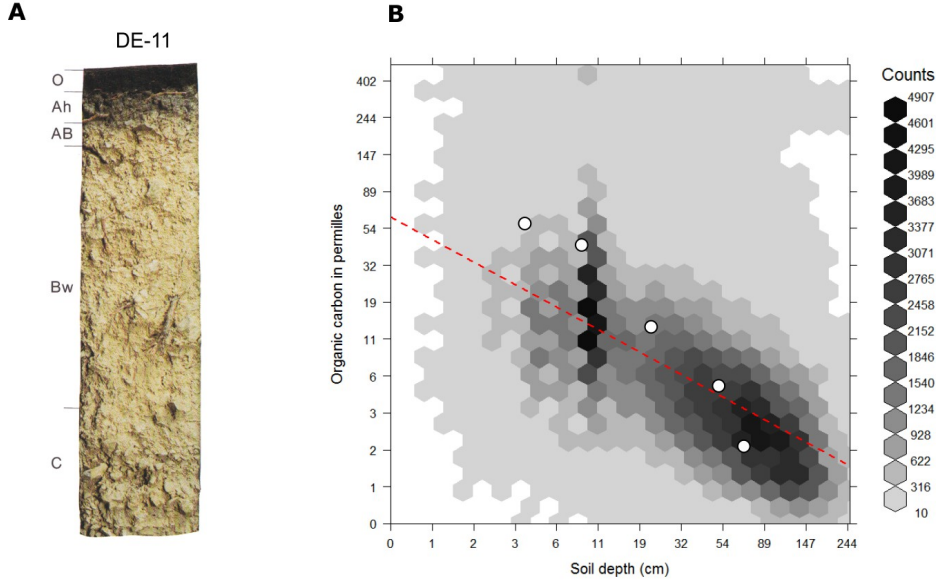 A
DE-11
O
Ah
AB
Bw
C
B
Organic carbon in permilles
402
244
147
89
54
32
19
11
6
3
2
1
0
0 1 2 3 6 11 19 32 54 89 147 244
Soil depth (cm)
Counts
4907
4601
4295
3989
3683
3377
3071
2765
2458
2152
1846
1540
1234
928
622
316
10